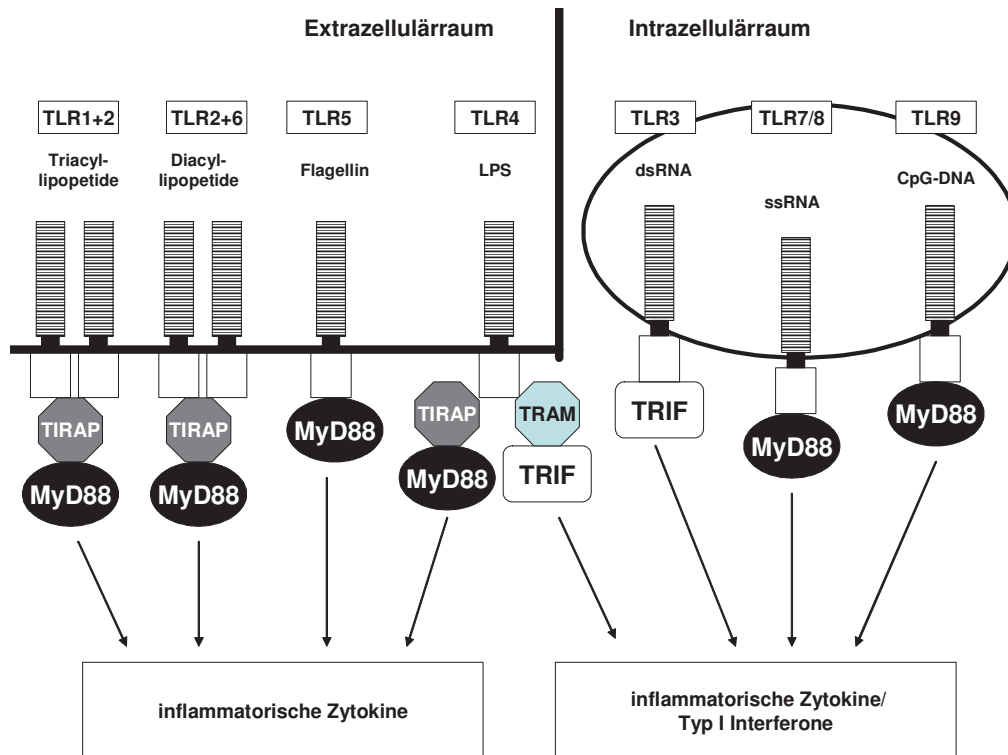 Extrazellulärraum
Intrazellulärraum
TLR1+2
TLR2+6
TLR5
TLR4
TLR3
TLR7/8
TLR9
Triacyl-
lipopetide
Diacyl-
lipopetide
Flagellin
LPS
dsRNA
ssRNA
CpG-DNA
TIRAP
MyD88
TIRAP
MyD88
MyD88
TIRAP
MyD88
TRAM
TRIF
TRIF
MyD88
MyD88
inflammatorische Zytokine
inflammatorische Zytokine/
Typ I Interferone